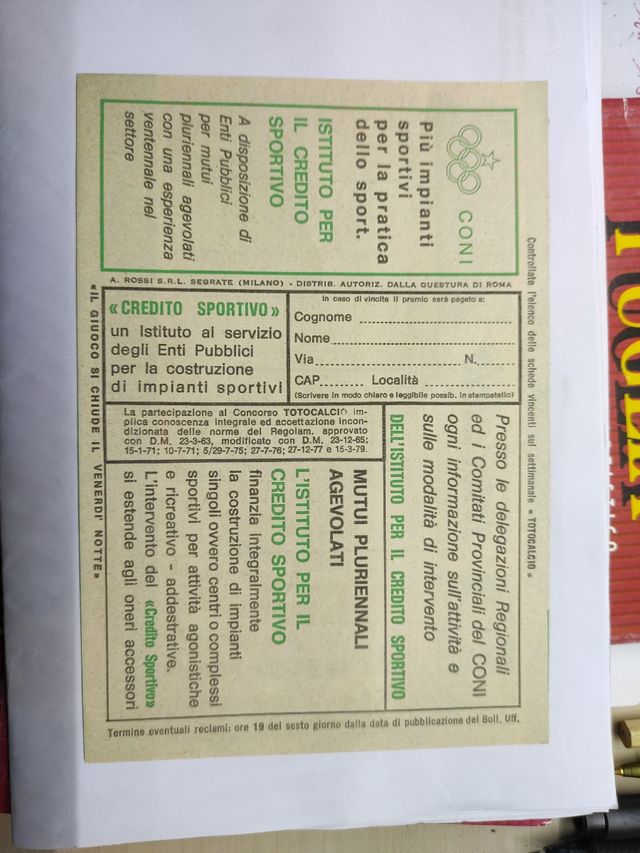 Controllate l'elenco delle schede vincenti sul settimanale « TOTOCALCIO »
CONI
Più impianti
sportivi
per la pratica
dello sport.
ISTITUTO PER
IL CREDITO
SPORTIVO
A disposizione di
Enti Pubblici
per mutui
pluriennali agevolati
con una esperienza
ventennale nel
settore
A. ROSSI S.R.L. SEGRATE (MILANO) - DISTRIB. AUTORIZ. DALLA QUESTURA DI ROMA
« CREDITO SPORTIVO »
un Istituto al servizio
degli Enti Pubblici
per la costruzione
di impianti sportivi
In caso di vincita il premio sarà pagato a:
Cognome
Nome
Via N.
CAP Località
(Scrivere in modo chiaro e leggibile possib. in stampatello)
La partecipazione al Concorso TOTOCALCIO im-
plica conoscenza integrale ed accettazione incon-
dizionata delle norme del Regolam. approvato
con D.M. 23-3-63, modificato con D.M. 23-12-65;
15-1-71; 10-7-71; 5/29-7-75; 27-7-76; 27-12-77 e 15-3-79.
Presso le delegazioni Regionali
ed i Comitati Provinciali del CONI
ogni informazione sull'attività e
sulle modalità di intervento
DELL'ISTITUTO PER IL CREDITO SPORTIVO
MUTUI PLURIENNALI
AGEVOLATI
L'ISTITUTO PER IL
CREDITO SPORTIVO
finanzia integralmente
la costruzione di impianti
singoli ovvero centri o complessi
sportivi per attività agonistiche
e ricreativo - addestrative.
L'intervento del «Credito Sportivo»
si estende agli oneri accessori
«IL GIUOCO SI CHIUDE IL VENERDI' NOTTE»
Termine eventuali reclami: ore 19 del sesto giorno dalla data di pubblicazione del Boll. Uff.